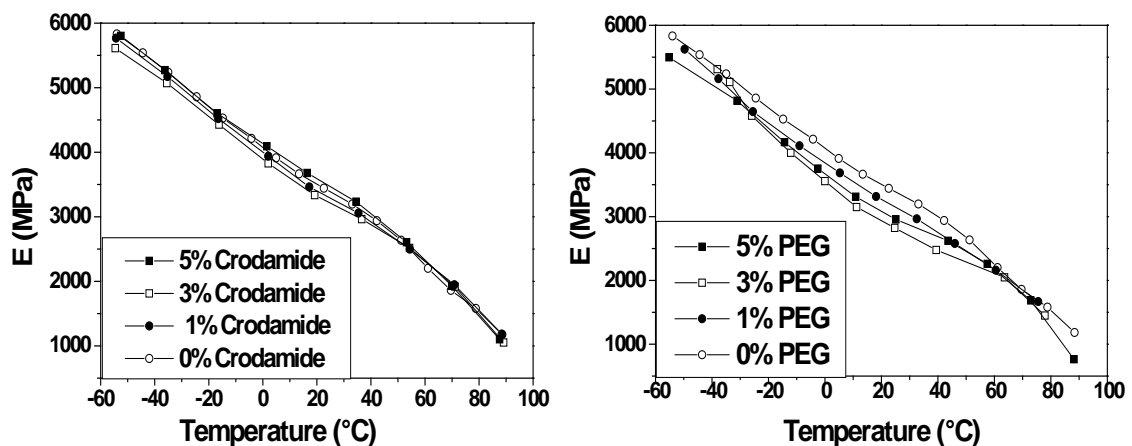 6000
5000
4000
3000
2000
1000
E (MPa)
5% Crodamide
3% Crodamide
1% Crodamide
0% Crodamide
-60 -40 -20 0 20 40 60 80 100
Temperature (°C)
6000
5000
4000
3000
2000
1000
E (MPa)
5% PEG
3% PEG
1% PEG
0% PEG
-60 -40 -20 0 20 40 60 80 100
Temperature (°C)